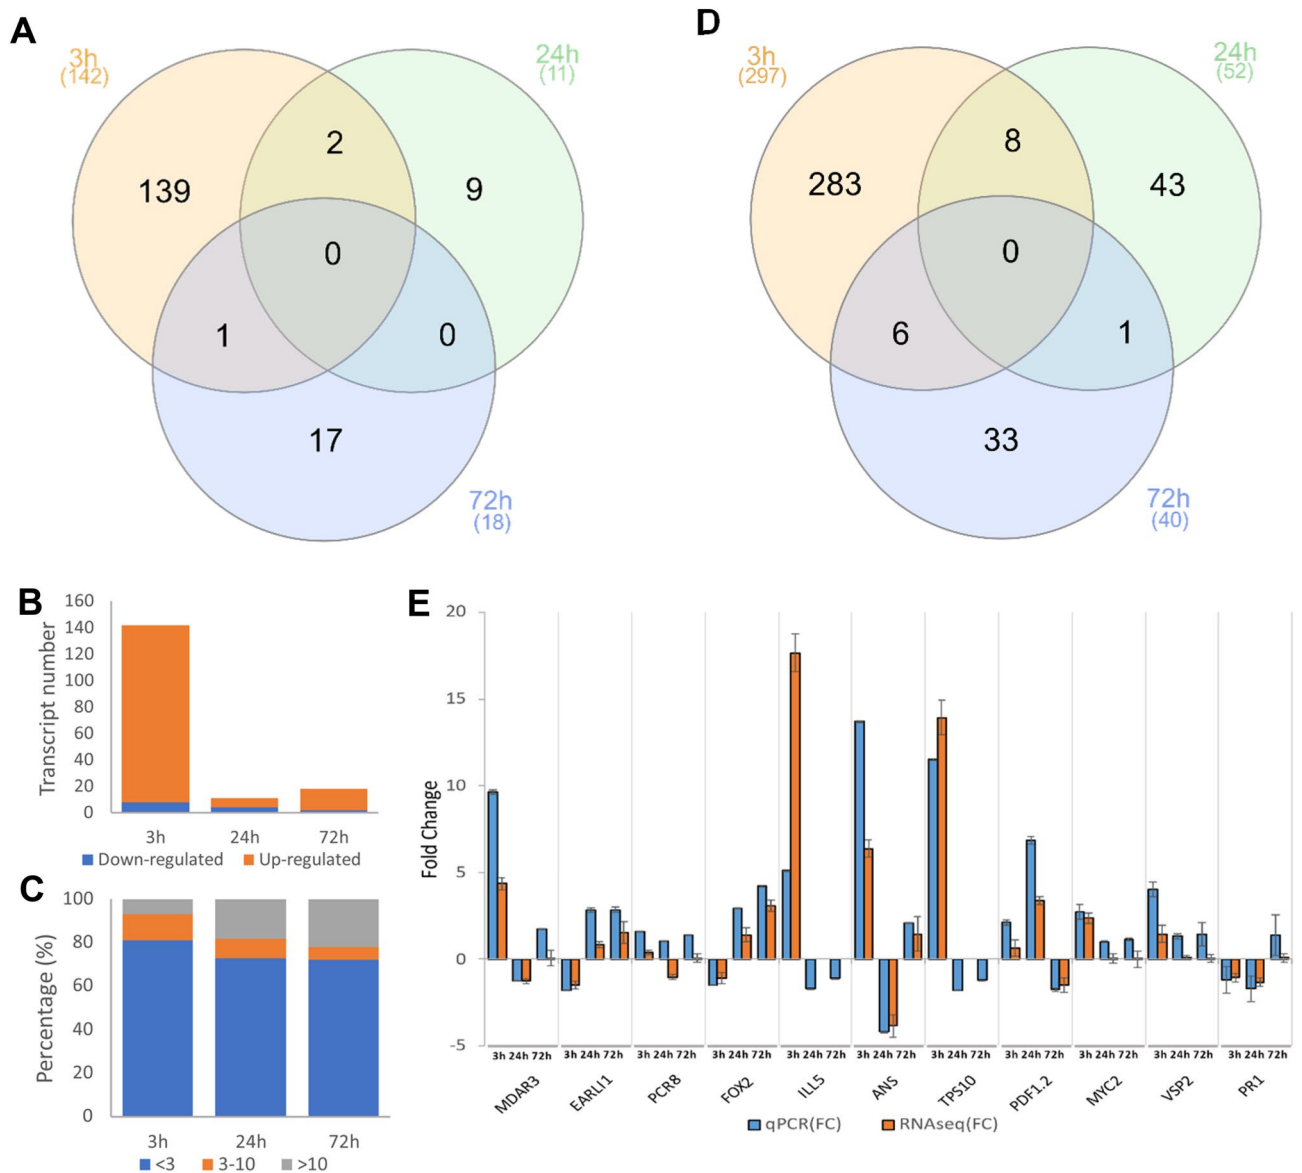 A
3h
(142)
24h
(11)
2
139
9
0
1
0
17
72h
(18)
D
3h
(297)
24h
(52)
8
283
43
0
6
1
33
72h
(40)
B
Transcript number
160
140
120
100
80
60
40
20
0
3h 24h 72h
Down-regulated Up-regulated
C
Percentage (%)
100
80
60
40
20
0
3h 24h 72h
<3 3-10 >10
E
Fold Change
20
15
10
5
0
-5
3h 24h 72h 3h 24h 72h 3h 24h 72h 3h 24h 72h 3h 24h 72h 3h 24h 72h 3h 24h 72h 3h 24h 72h 3h 24h 72h 3h 24h 72h 3h 24h 72h
MDAR3 EARLI1 PCR8 FOX2 ILL5 ANS TPS10 PDF1.2 MYC2 VSP2 PR1
qPCR(FC) RNAseq(FC)